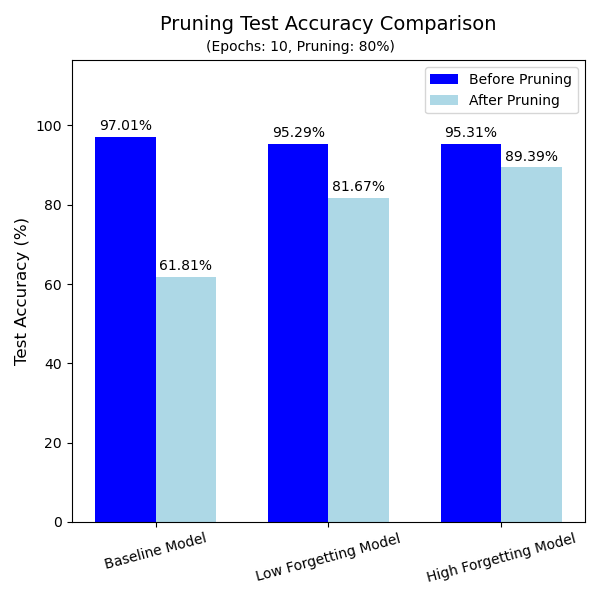 Pruning Test Accuracy Comparison
(Epochs: 10, Pruning: 80%)
Before Pruning
After Pruning
97.01%
95.29%
95.31%
89.39%
81.67%
61.81%
Test Accuracy (%)
100
80
60
40
20
0
Baseline Model
Low Forgetting Model
High Forgetting Model